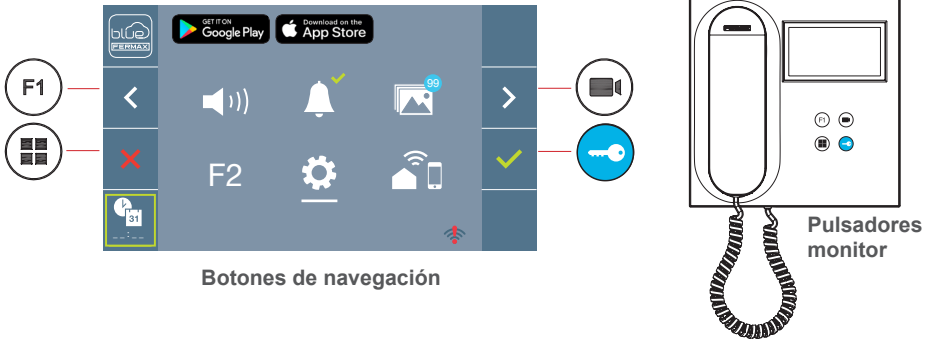 blue
FERMAX
GET IT ON
Google Play
Download on the
App Store
F1
99
F2
31
--:--
Botones de navegación
F1
Pulsadores
monitor